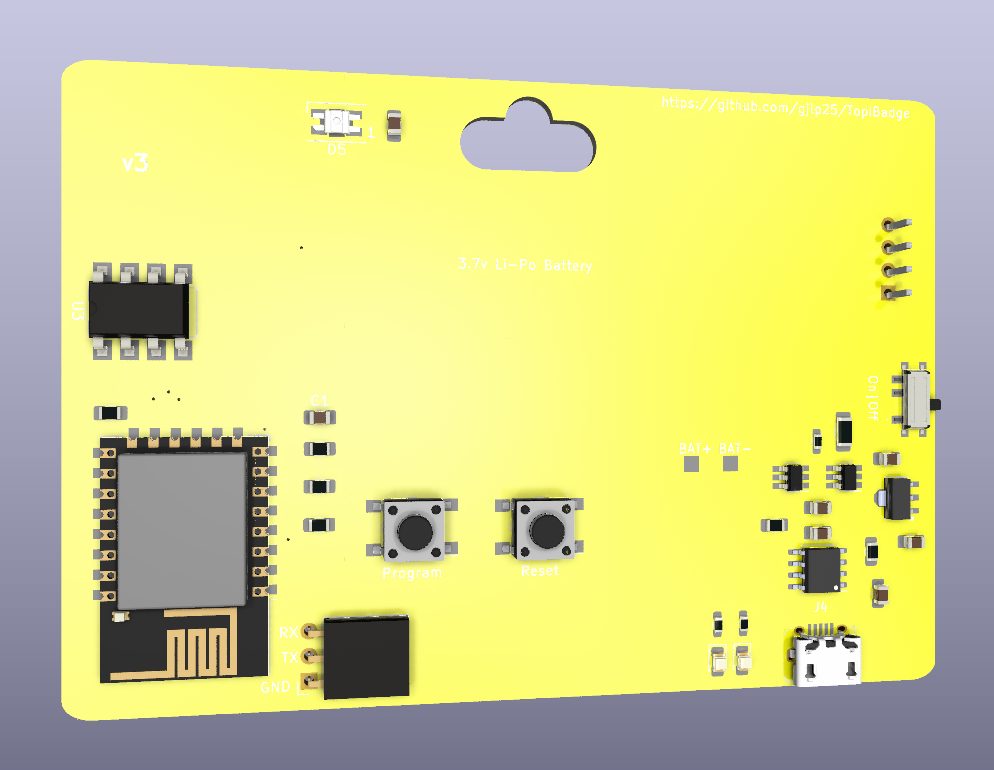 https://github.com/gilp25/TapiBadge
1
D5
v3
3.7v Li-Po Battery
U3
On|Off
C1
BAT+ BAT-
Program
Reset
J4
RX
TX
GND